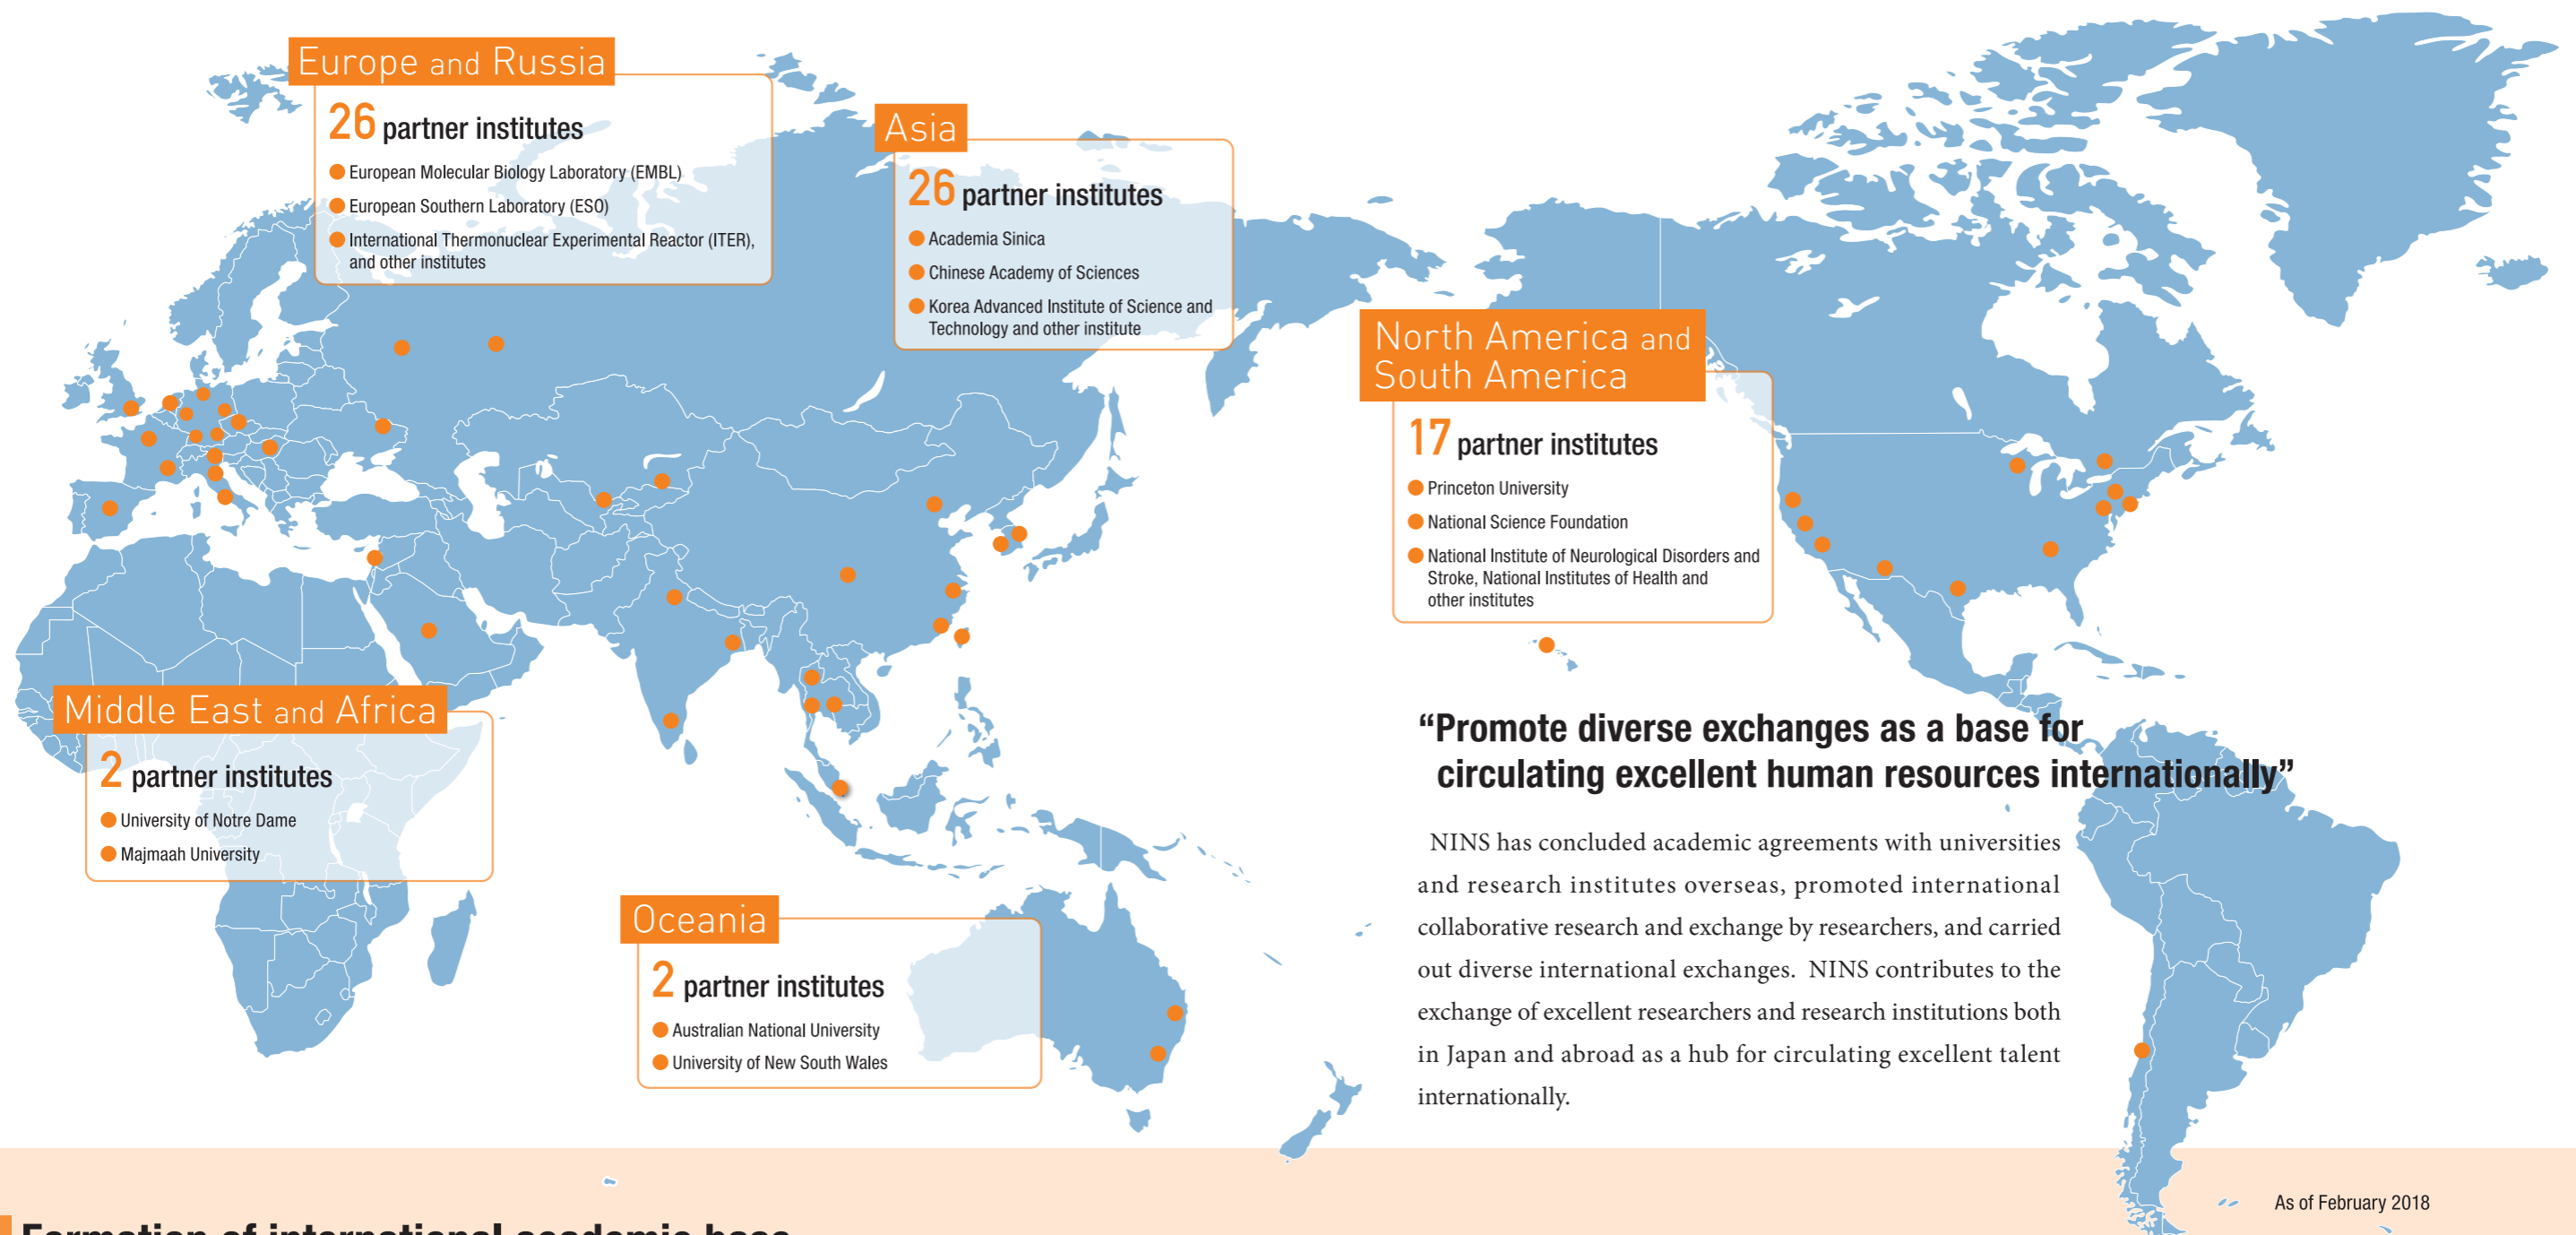 Europe and Russia
26 partner institutes
European Molecular Biology Laboratory (EMBL)
European Southern Laboratory (ESO)
International Thermonuclear Experimental Reactor (ITER),
and other institutes
Asia
26 partner institutes
Academia Sinica
Chinese Academy of Sciences
Korea Advanced Institute of Science and
Technology and other institute
North America and
South America
17 partner institutes
Princeton University
National Science Foundation
National Institute of Neurological Disorders and
Stroke, National Institutes of Health and
other institutes
Middle East and Africa
2 partner institutes
University of Notre Dame
Majmaah University
Oceania
2 partner institutes
Australian National University
University of New South Wales
“Promote diverse exchanges as a base for
circulating excellent human resources internationally”
NINS has concluded academic agreements with universities
and research institutes overseas, promoted international
collaborative research and exchange by researchers, and carried
out diverse international exchanges. NINS contributes to the
exchange of excellent researchers and research institutions both
in Japan and abroad as a hub for circulating excellent talent
internationally.
As of February 2018
Formation of international academic base